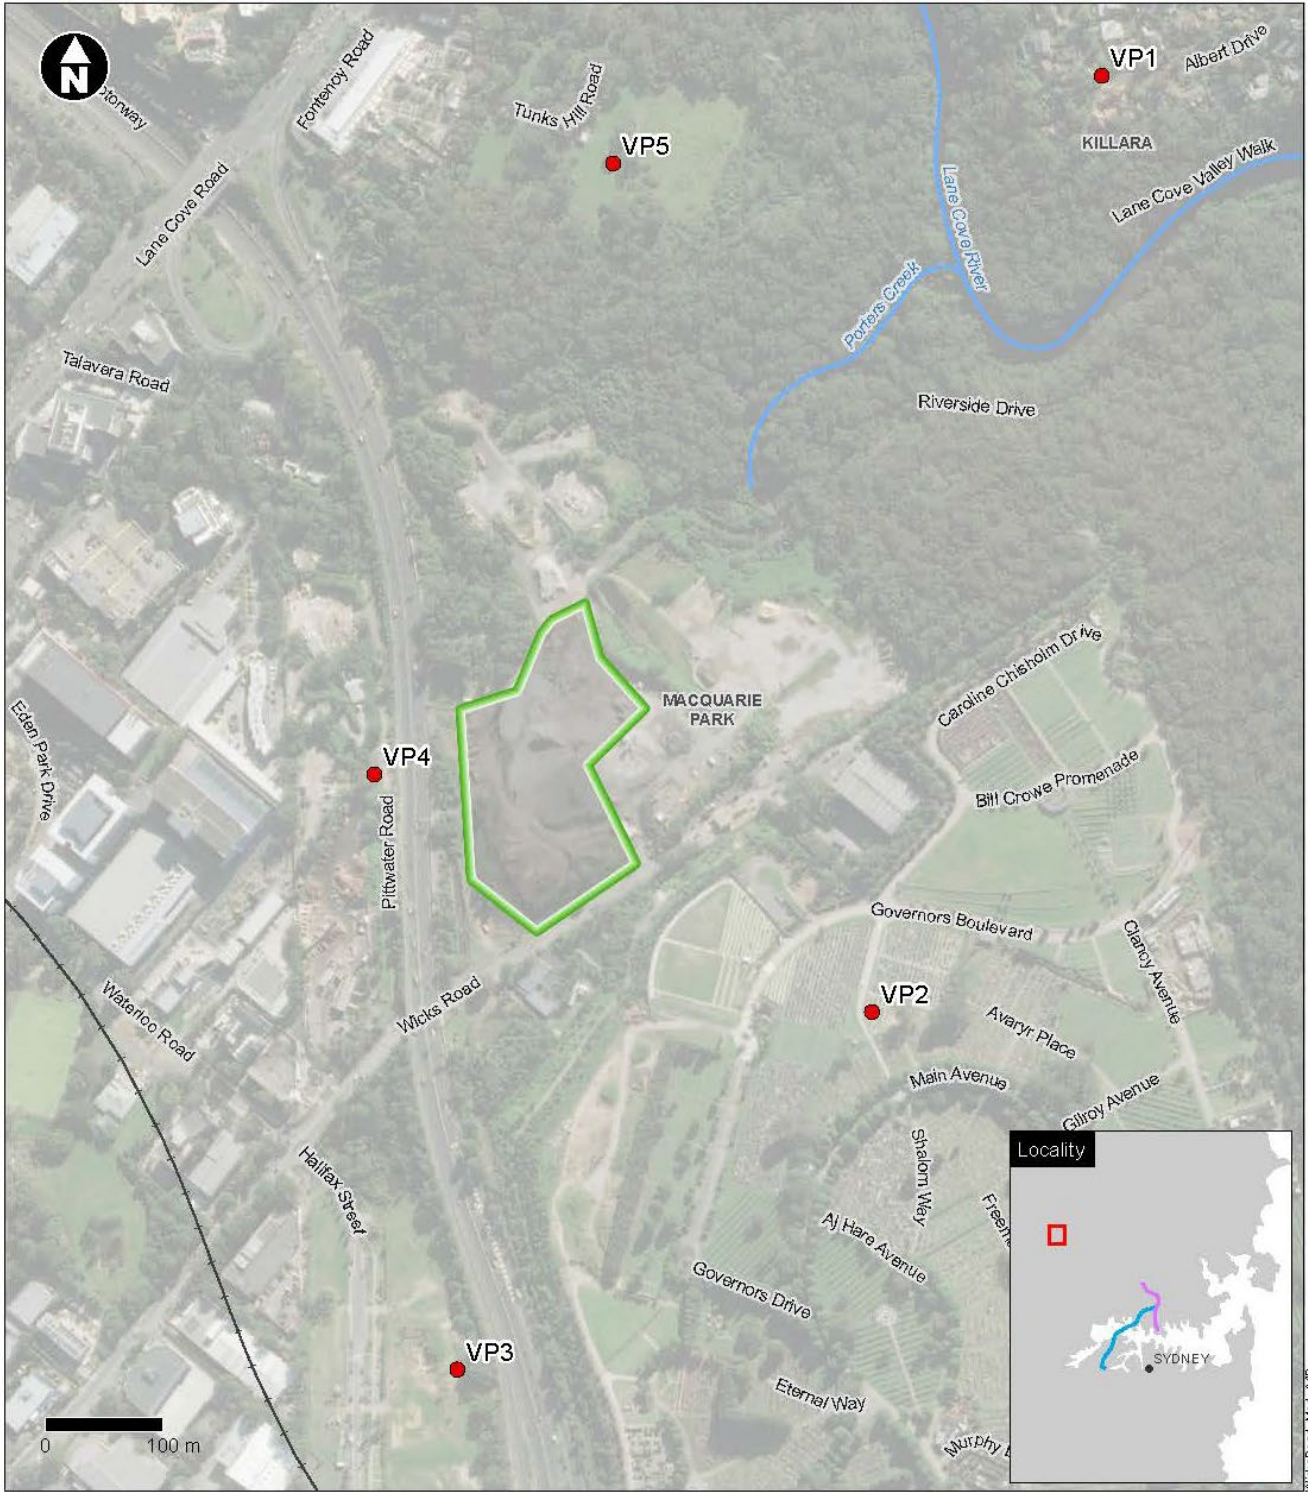 VP1
Albert Drive
Fontenoy Road
N
Tunks Hill Road
VP5
KILLARA
Lane Cove Valley Walk
Lane Cove Road
Lane Cove River
Porters Creek
Talavera Road
Riverside Drive
Caroline Chisholm Drive
MACQUARIE
PARK
Eden Park Drive
VP4
Bill Crowe Promenade
Pittwater Road
Governors Boulevard
Clancy Avenue
VP2
Wicks Road
Waterloo Road
Avaryr Place
Main Avenue
Gilroy Avenue
Locality
Shalom Way
Halifax Street
Aj Hare Avenue
Governors Drive
VP3
SYDNEY
Eternal Way
Murphy
0 100 m